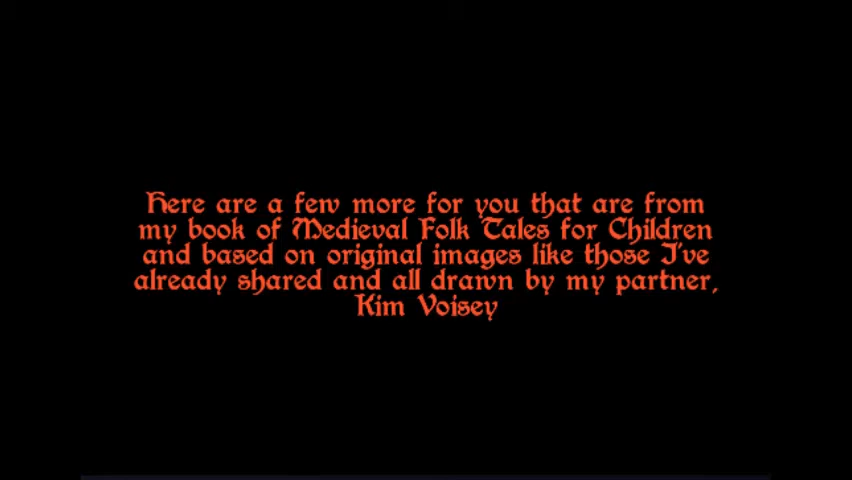 Here are a few more for you that are from
my book of Medieval Folk Tales for Children
and based on original images like those I've
already shared and all drawn by my partner,
Kim Voisey